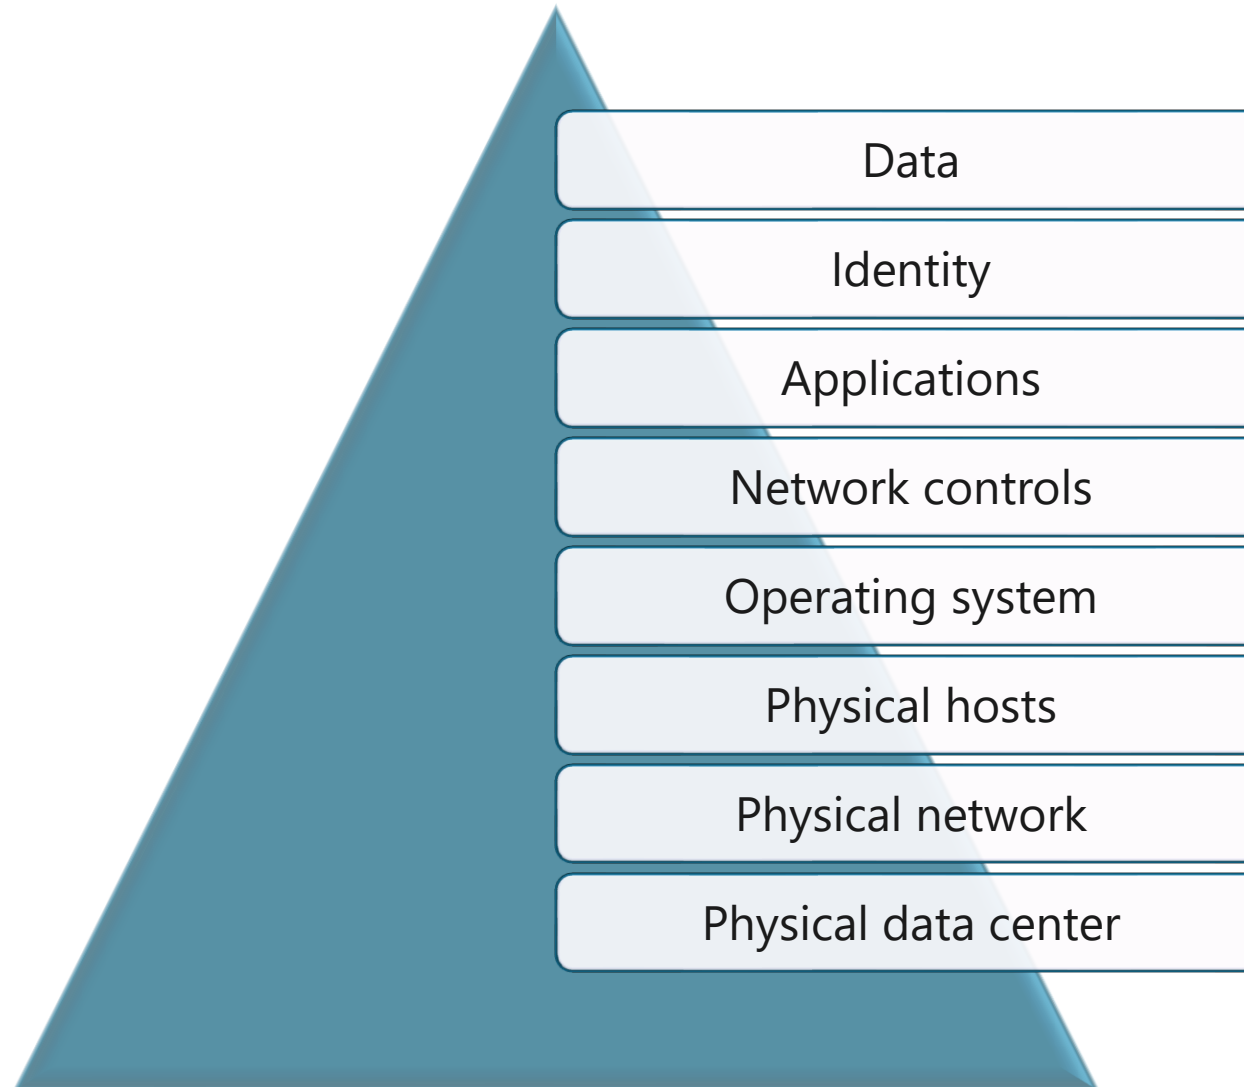 Data
Identity
Applications
Network controls
Operating system
Physical hosts
Physical network
Physical data center